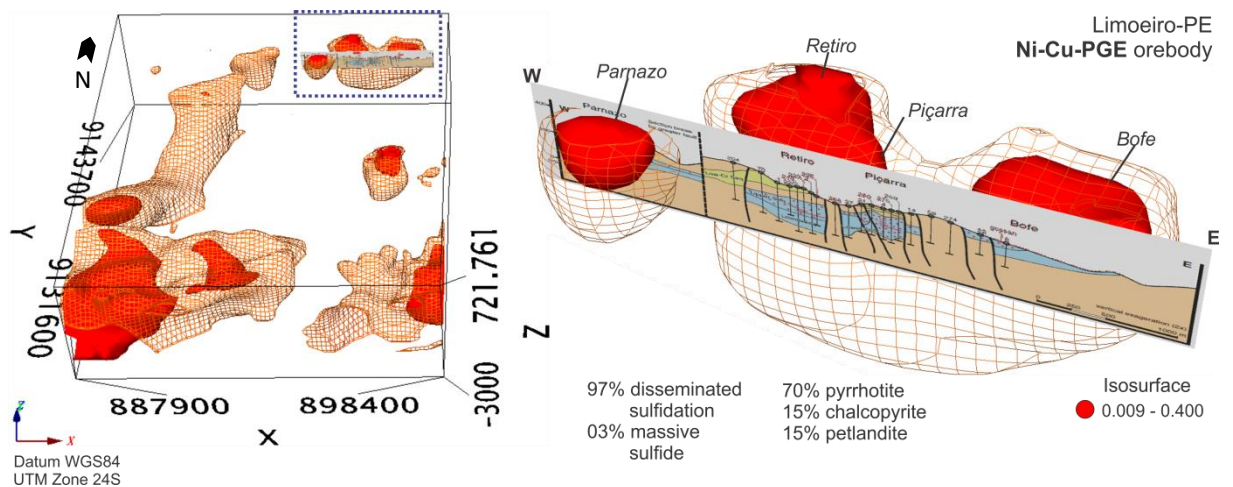 N
9143700
Y
9131600
887900
898400
X
721.761
Z
-3000
z
x
Datum WGS84
UTM Zone 24S
Limoeiro-PE
Ni-Cu-PGE orebody
Retiro
Parnazo
Piçarra
Bofe
W
W
Parnazo
Retiro
Piçarra
Bofe
gossan
E
E
97% disseminated
sulfidation
03% massive
sulfide
70% pyrrhotite
15% chalcopyrite
15% petlandite
Isosurface
0.009 - 0.400